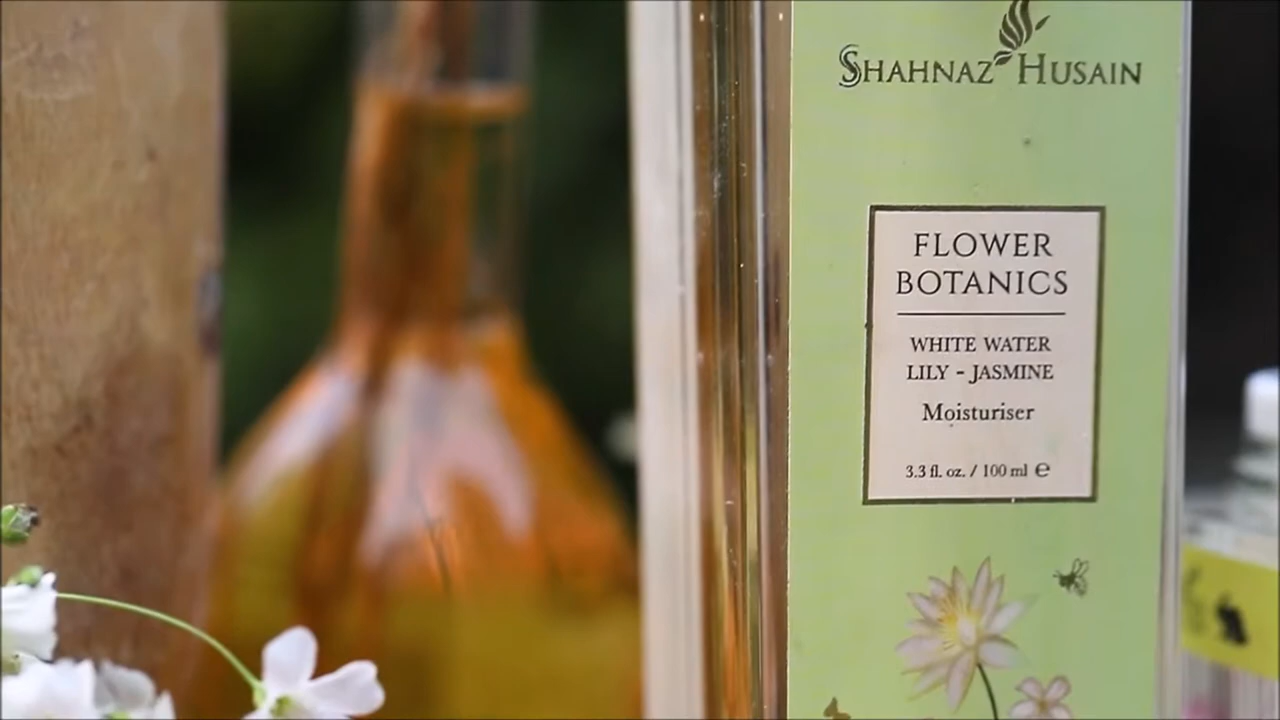 SHAHNAZ HUSAIN
FLOWER
BOTANICS
WHITE WATER
LILY - JASMINE
Moisturiser
3.3 fl. oz. / 100 ml ℮